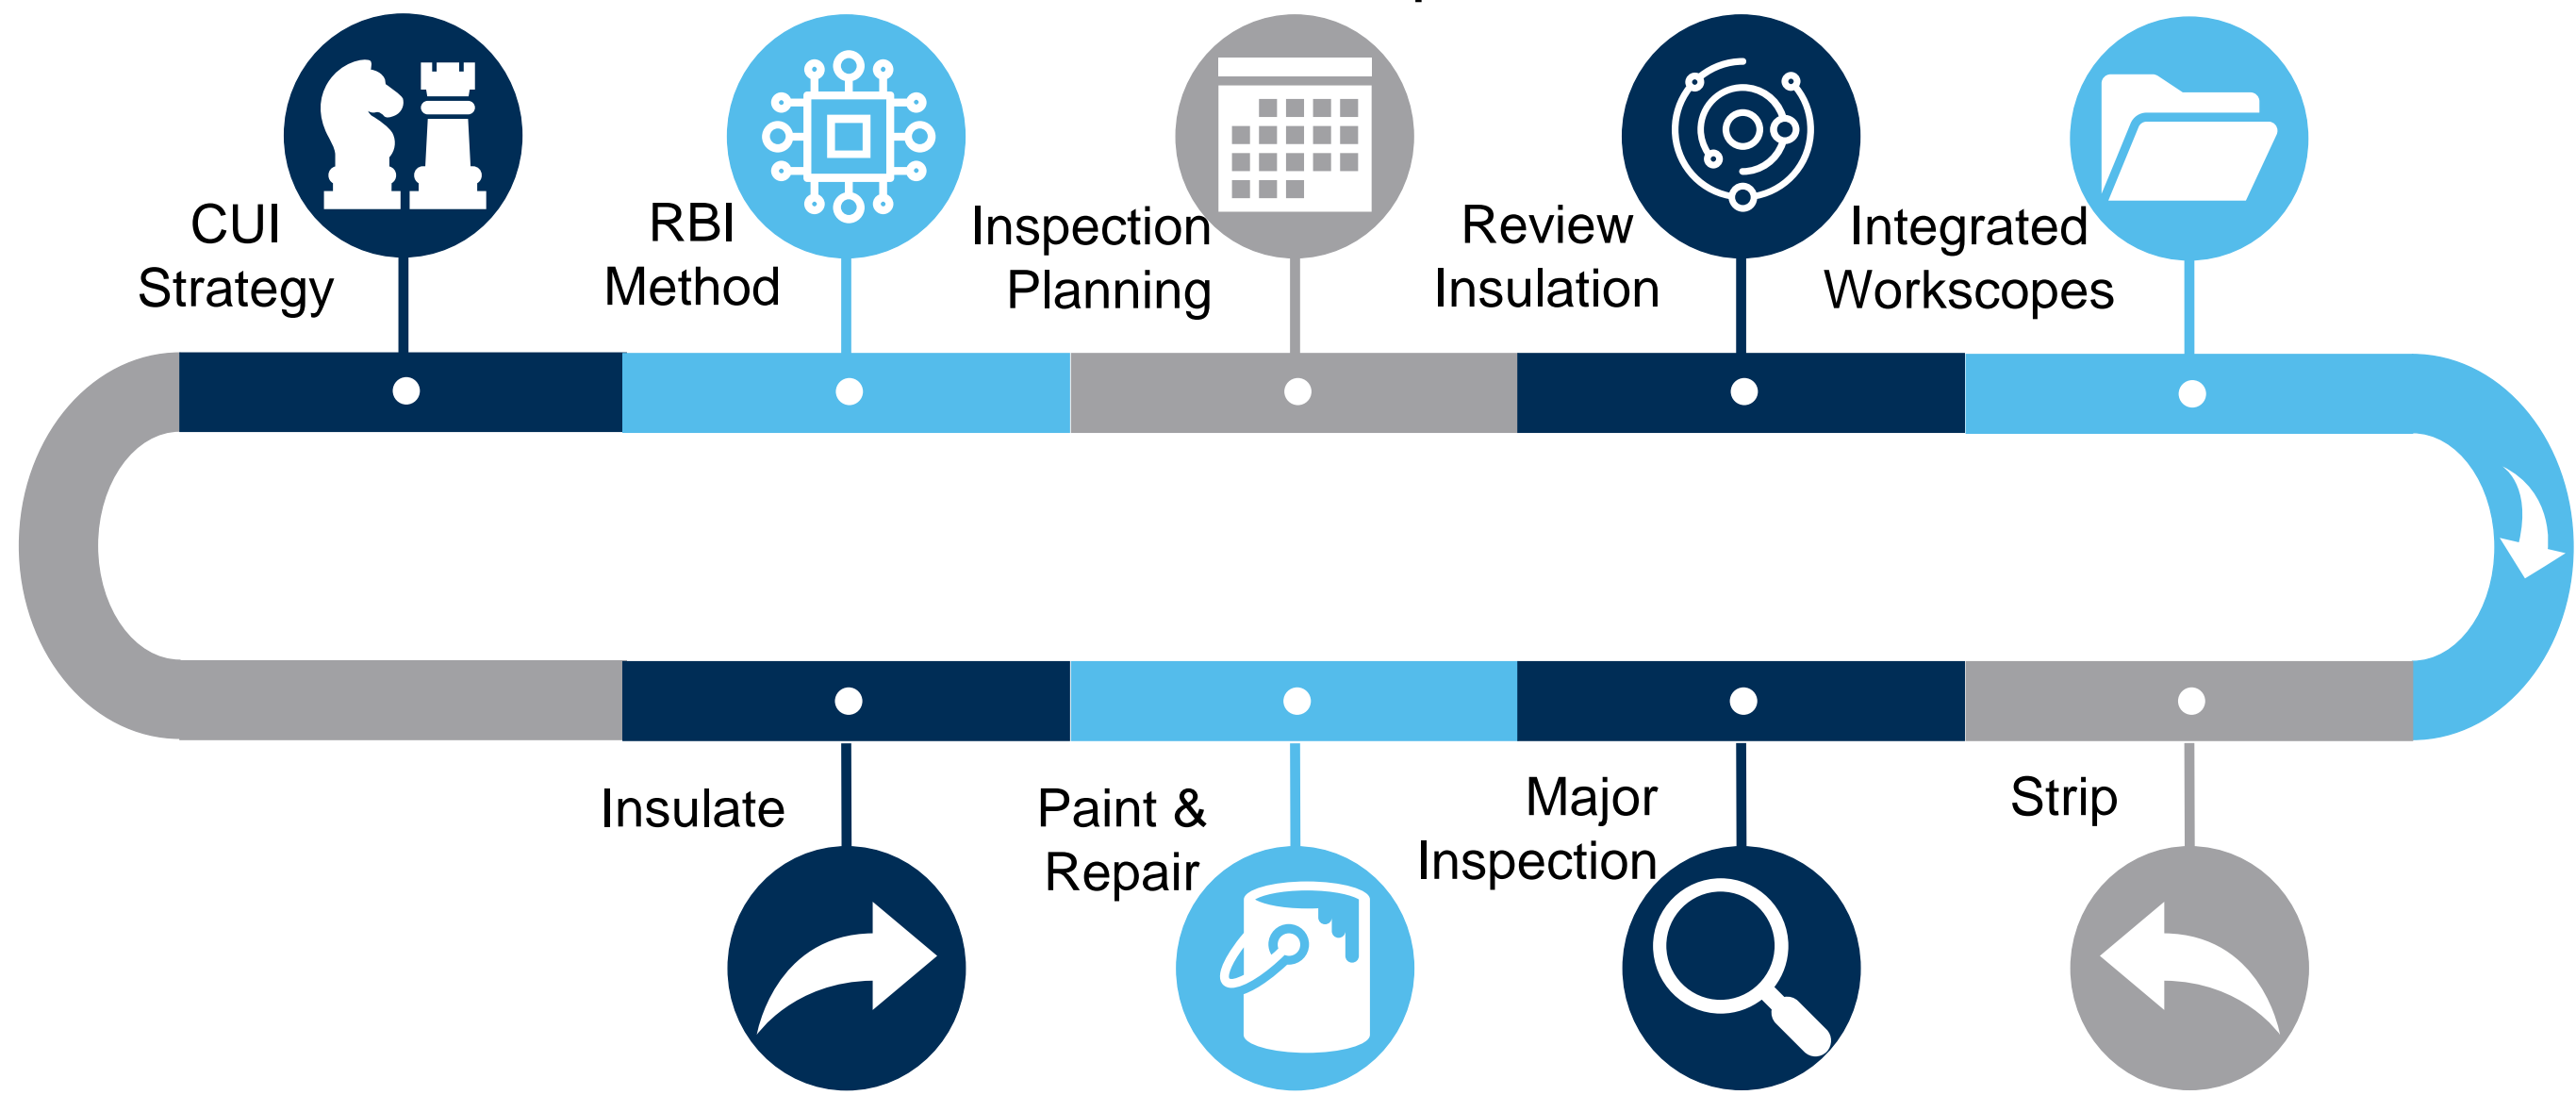 CUI
Strategy
RBI
Method
Inspection
Planning
Review
Insulation
Integrated
Workscopes
Insulate
Paint &
Repair
Major
Inspection
Strip